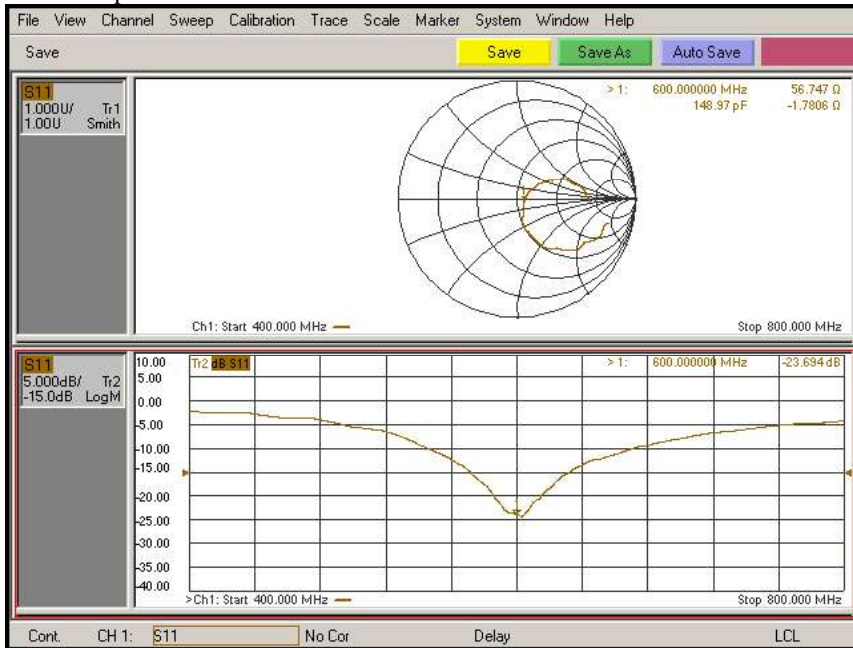 File View Channel Sweep Calibration Trace Scale Marker System Window Help
Save Save Save As Auto Save
S11
1.000U/ Tr1
1.00U Smith
> 1: 600.000000 MHz 56.747 Ω
148.97 pF -1.7806 Ω
Ch1: Start 400.000 MHz Stop 800.000 MHz
S11
5.000dB/ Tr2
-15.0dB LogM
Tr2 dB S11 > 1: 600.000000 MHz -23.694 dB
10.00
5.00
0.00
-5.00
-10.00
-15.00
-20.00
-25.00
-30.00
-35.00
-40.00
>Ch1: Start 400.000 MHz Stop 800.000 MHz
Cont. CH 1: S11 No Cor Delay LCL